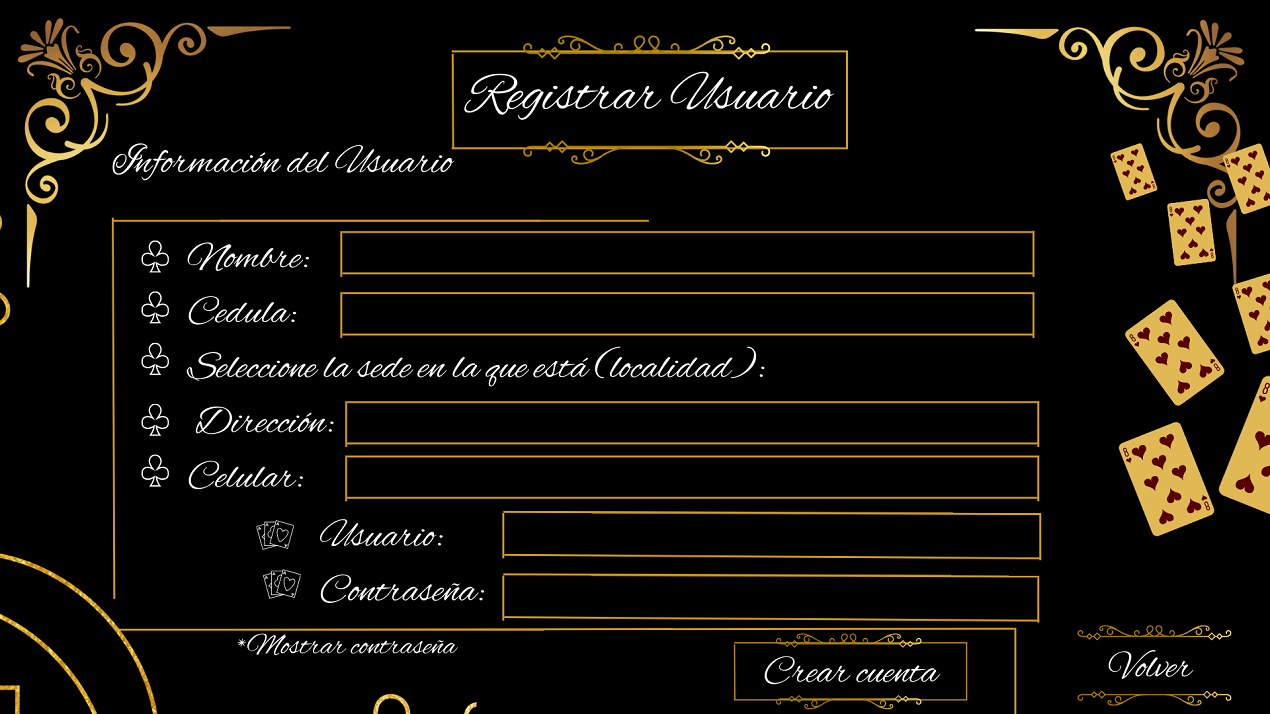 Registrar Usuario
Información del Usuario
Nombre:
Cedula:
Seleccione la sede en la que está (localidad):
Dirección:
Celular:
Usuario:
Contraseña:
*Mostrar contraseña
Crear cuenta
Volver